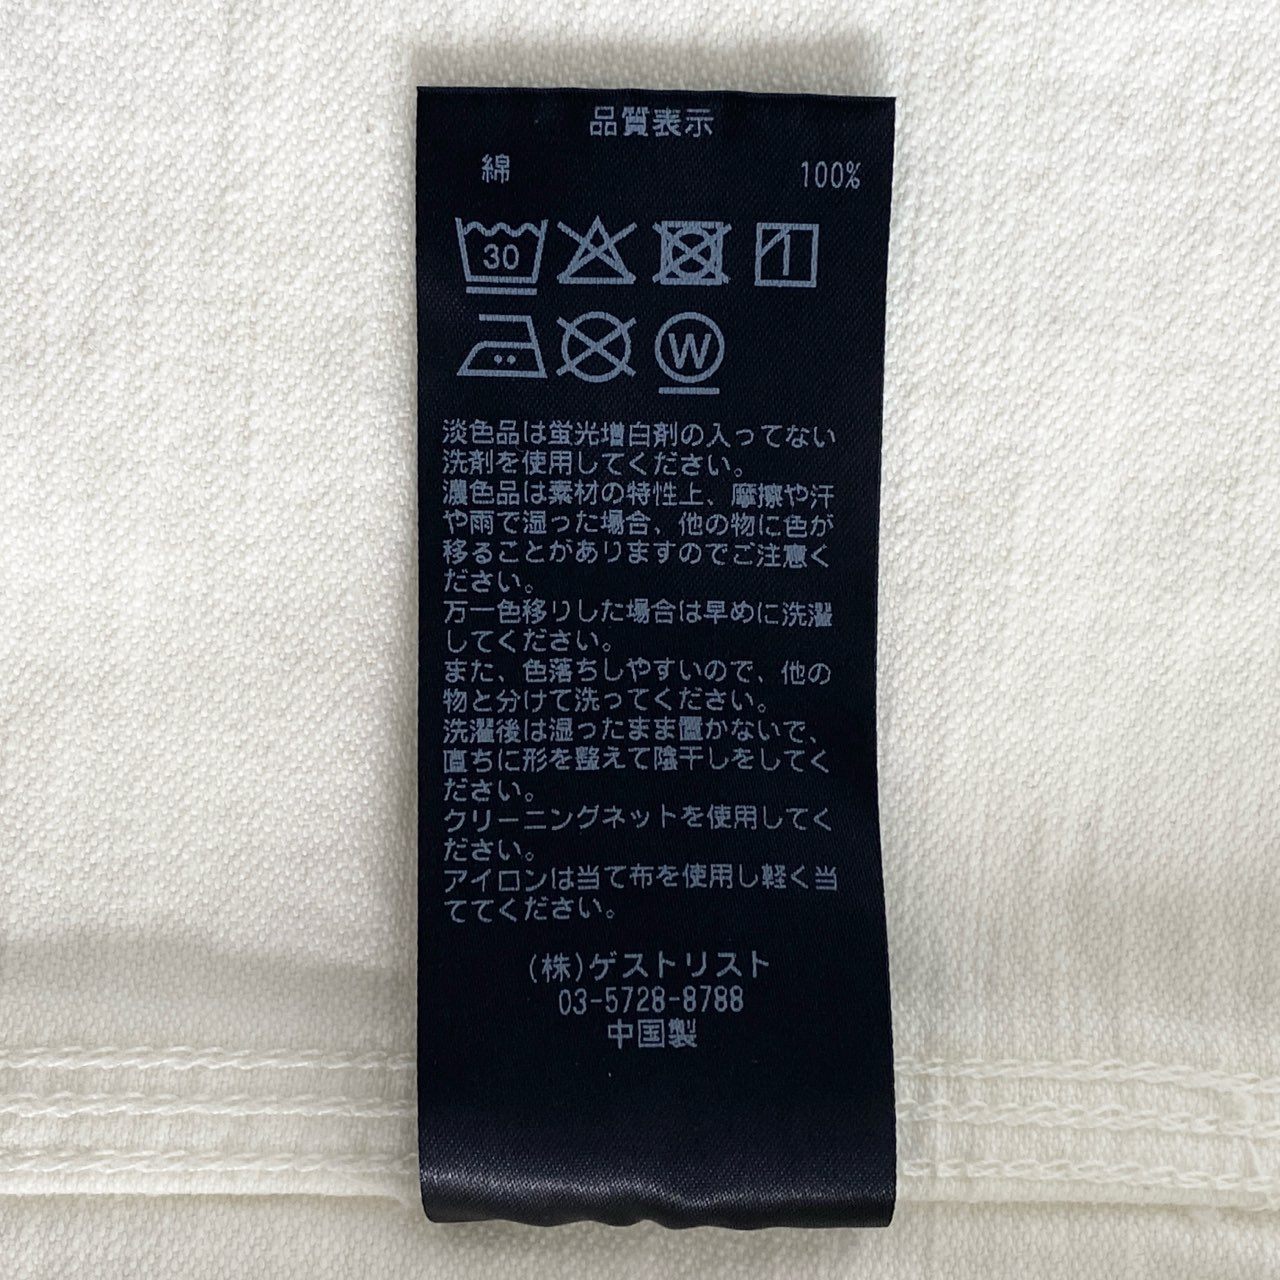 品質表示
綿 100%
30
W
淡色品は蛍光増白剤の入ってない
洗剤を使用してください。
濃色品は素材の特性上、摩擦や汗
や雨で湿った場合、他の物に色が
移ることがありますのでご注意く
ださい。
万一色移りした場合は早めに洗濯
してください。
また、色落ちしやすいので、他の
物と分けて洗ってください。
洗濯後は湿ったまま置かないで、
直ちに形を整えて陰干しをしてく
ださい。
クリーニングネットを使用してく
ださい。
アイロンは当て布を使用し軽く当
ててください。
(株)ゲストリスト
03-5728-8788
中国製